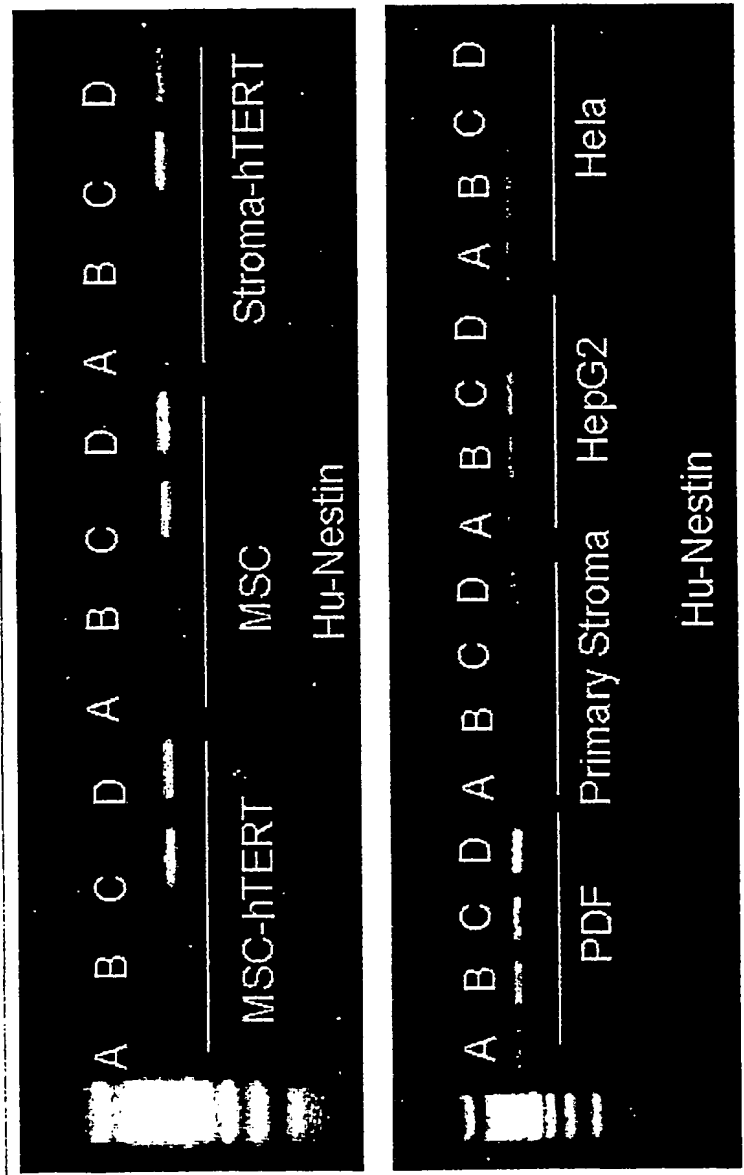 A B C D A B C D A B C D
MSC-hTERT MSC Stroma-hTERT
Hu-Nestin
A B C D A B C D A B C D A B C D
PDF Primary Stroma HepG2 Hela
Hu-Nestin